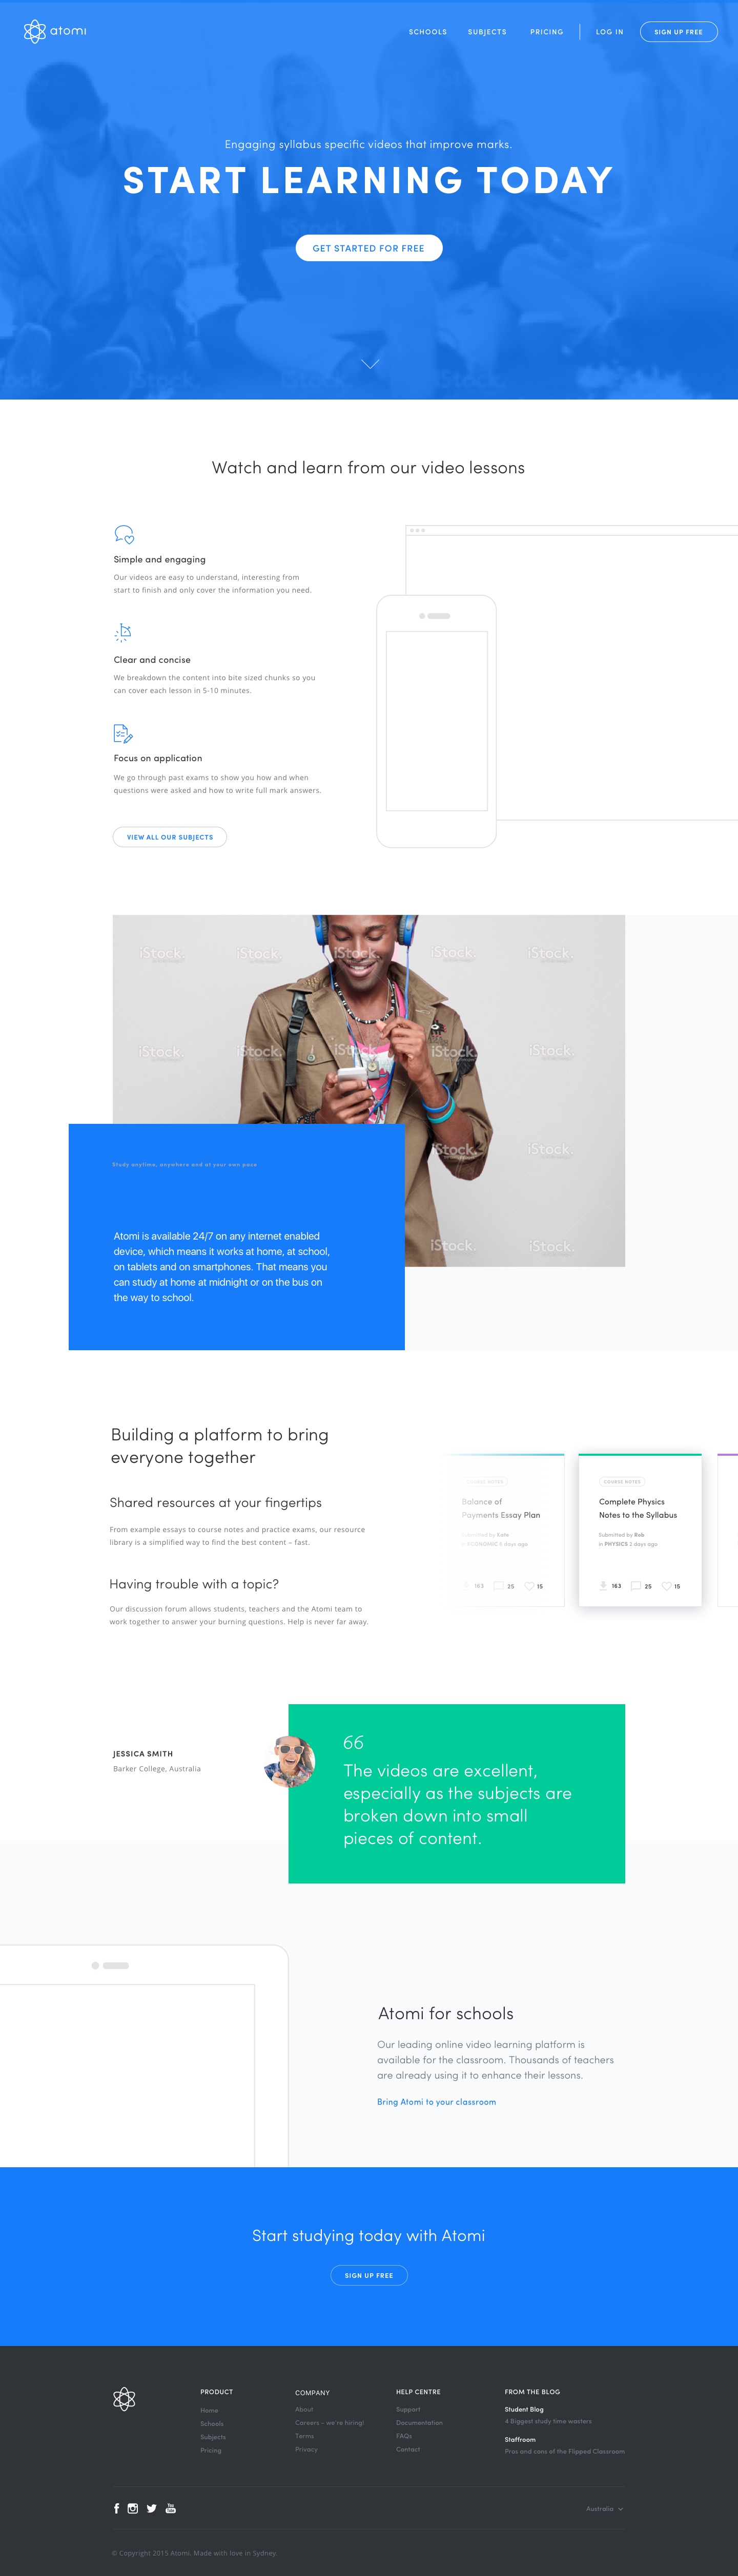 atomi
SCHOOLS SUBJECTS PRICING LOG IN SIGN UP FREE
Engaging syllabus specific videos that improve marks.
START LEARNING TODAY
GET STARTED FOR FREE
Watch and learn from our video lessons
Simple and engaging
Our videos are easy to understand, interesting from
start to finish and only cover the information you need.
Clear and concise
We breakdown the content into bite sized chunks so you
can cover each lesson in 5-10 minutes.
Focus on application
We go through past exams to show you how and when
questions were asked and how to write full mark answers.
VIEW ALL OUR SUBJECTS
iStock. iStock. iStock. iStock. iStock.
iStock. iStock. iStock. iStock. iStock.
iStock. iStock.
iStock. iStock.
Study anytime, anywhere and at your own pace
Atomi is available 24/7 on any internet enabled
device, which means it works at home, at school,
on tablets and on smartphones. That means you
can study at home at midnight or on the bus on
the way to school.
Building a platform to bring
everyone together
Shared resources at your fingertips
From example essays to course notes and practice exams, our resource
library is a simplified way to find the best content – fast.
Having trouble with a topic?
Our discussion forum allows students, teachers and the Atomi team to
work together to answer your burning questions. Help is never far away.
COURSE NOTES
Balance of
Payments Essay Plan
Submitted by Kate
in ECONOMIC 6 days ago
163 25 15
COURSE NOTES
Complete Physics
Notes to the Syllabus
Submitted by Rob
in PHYSICS 2 days ago
163 25 15
JESSICA SMITH
Barker College, Australia
66
The videos are excellent,
especially as the subjects are
broken down into small
pieces of content.
Atomi for schools
Our leading online video learning platform is
available for the classroom. Thousands of teachers
are already using it to enhance their lessons.
Bring Atomi to your classroom
Start studying today with Atomi
SIGN UP FREE
PRODUCT
Home
Schools
Subjects
Pricing
COMPANY
About
Careers - we're hiring!
Terms
Privacy
HELP CENTRE
Support
Documentation
FAQs
Contact
FROM THE BLOG
Student Blog
4 Biggest study time wasters
Staffroom
Pros and cons of the Flipped Classroom
You
Tube
Australia
© Copyright 2015 Atomi. Made with love in Sydney.